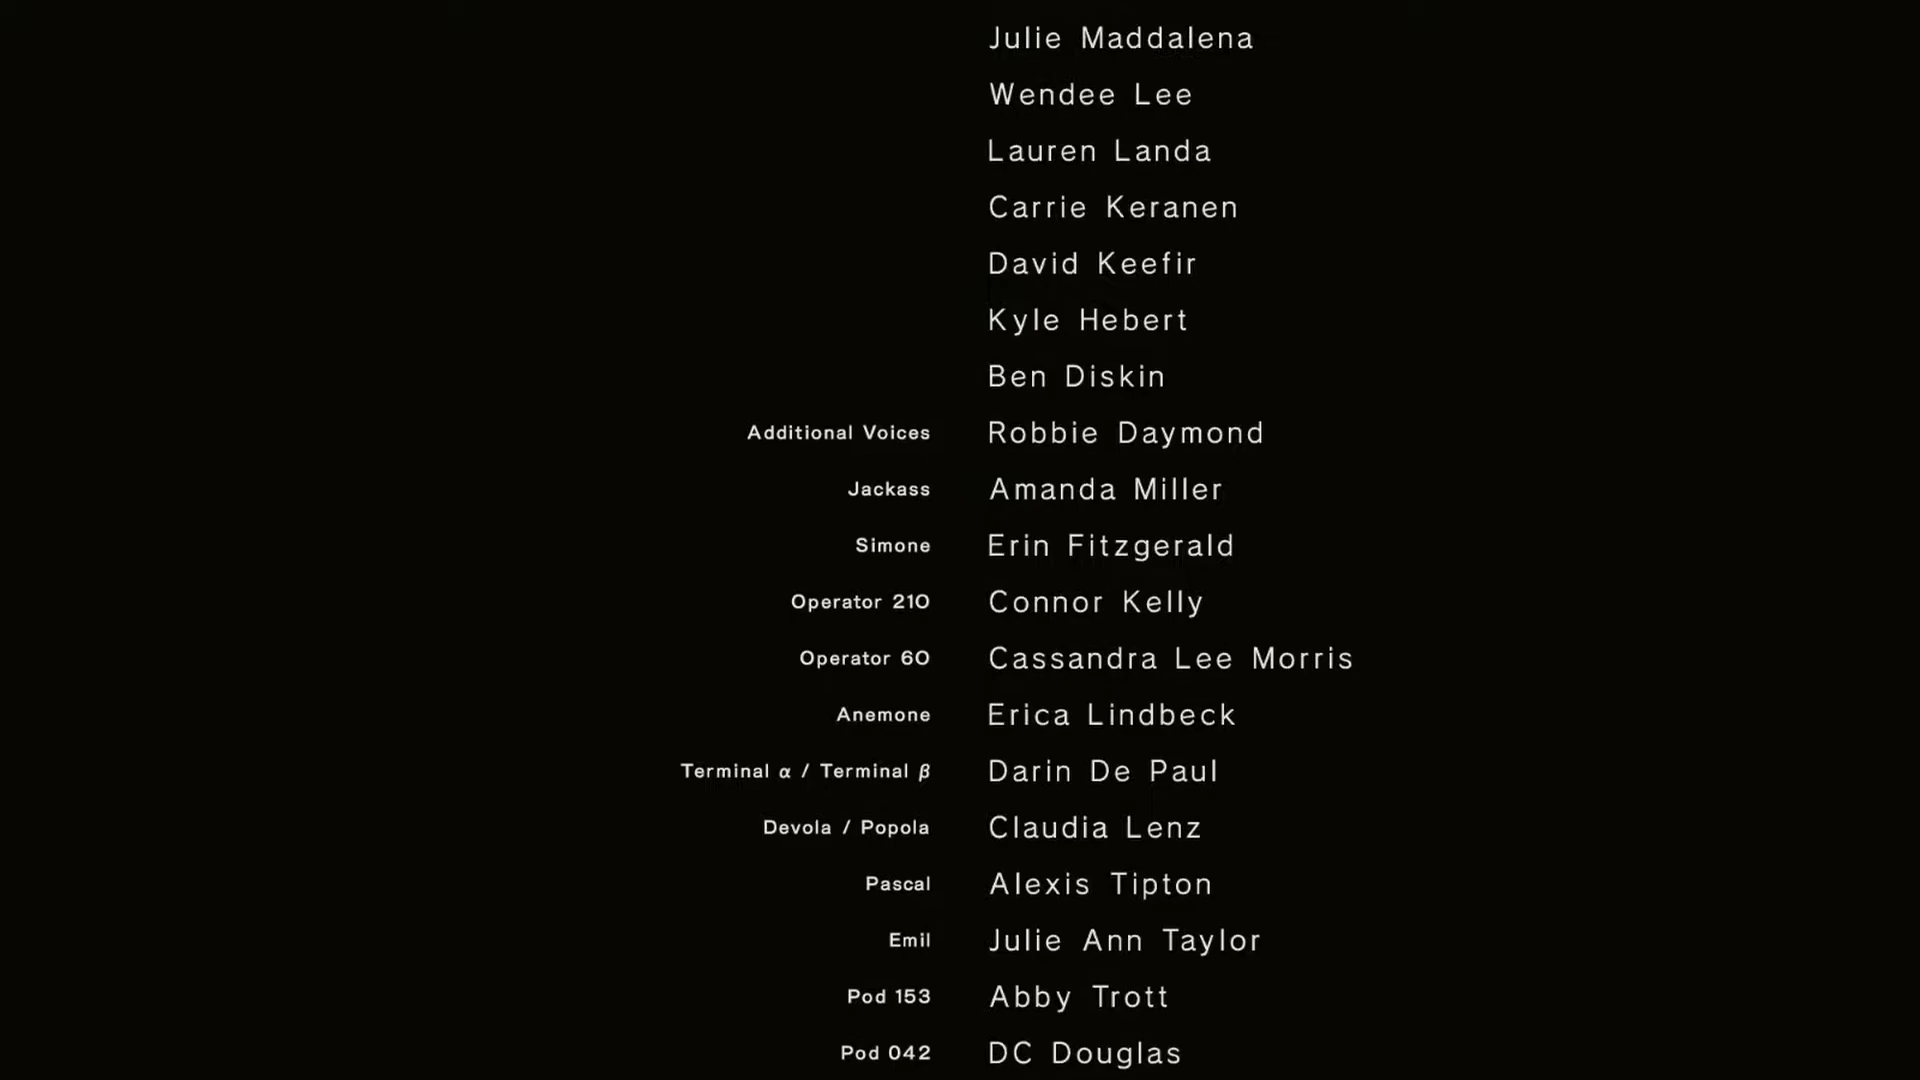 Julie Maddalena
Wendee Lee
Lauren Landa
Carrie Keranen
David Keefir
Kyle Hebert
Ben Diskin
Additional Voices Robbie Daymond
Jackass Amanda Miller
Simone Erin Fitzgerald
Operator 21O Connor Kelly
Operator 6O Cassandra Lee Morris
Anemone Erica Lindbeck
Terminal α / Terminal β Darin De Paul
Devola / Popola Claudia Lenz
Pascal Alexis Tipton
Emil Julie Ann Taylor
Pod 153 Abby Trott
Pod 042 DC Douglas